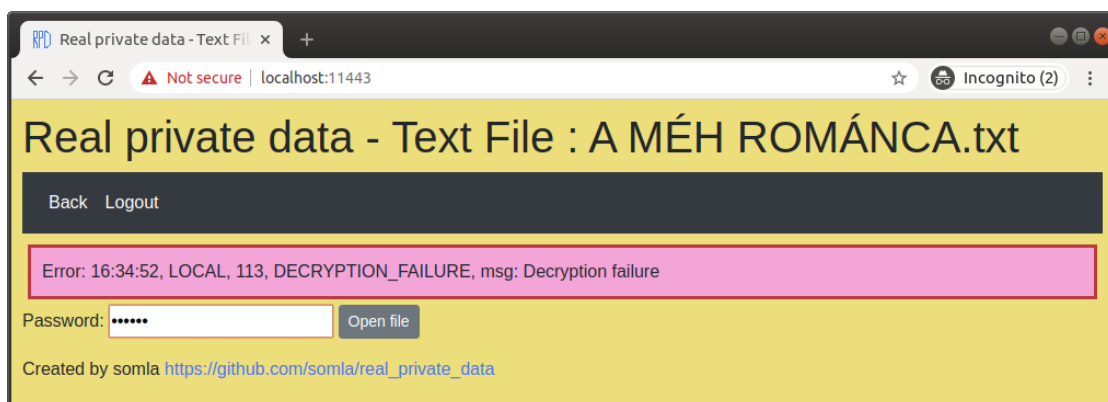 RPD Real private data - Text Fil
Not secure | localhost:11443 Incognito (2)
Real private data - Text File : A MÉH ROMÁNCA.txt
Back Logout
Error: 16:34:52, LOCAL, 113, DECRYPTION_FAILURE, msg: Decryption failure
Password: •••••• Open file
Created by somla https://github.com/somla/real_private_data